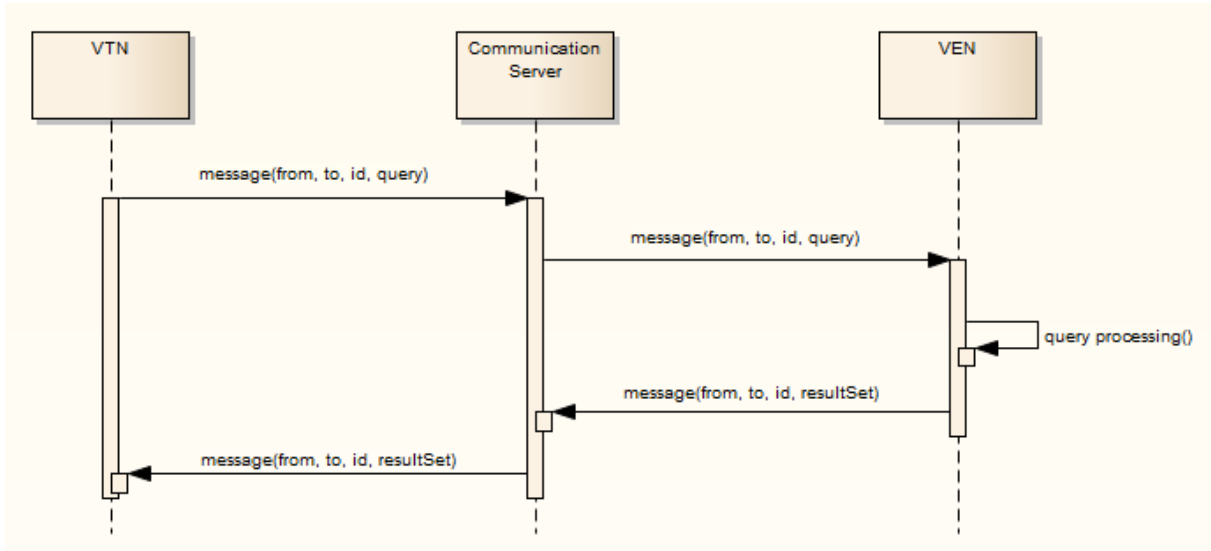 VTN
Communication
Server
VEN
message(from, to, id, query)
message(from, to, id, query)
query processing()
message(from, to, id, resultSet)
message(from, to, id, resultSet)